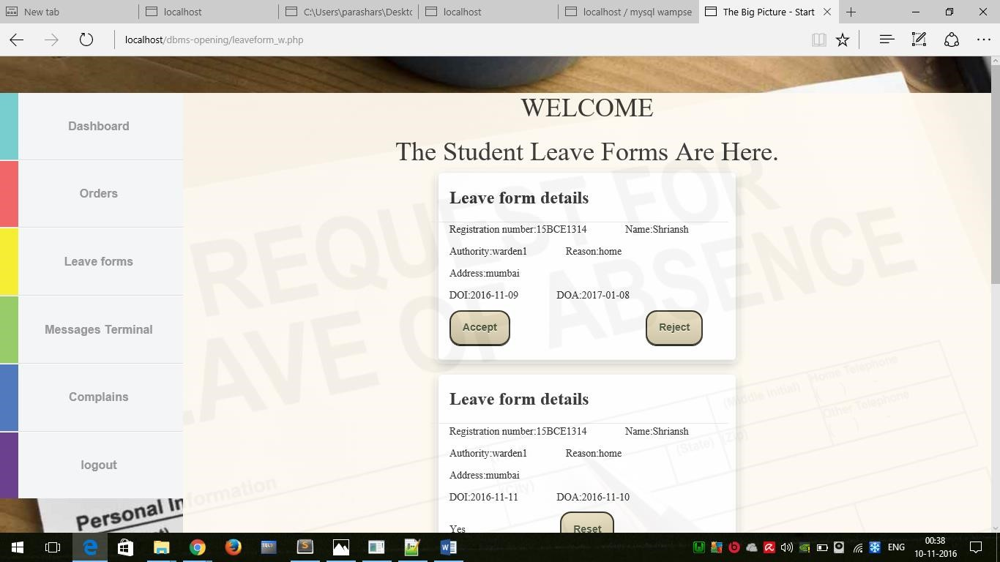 New tab
localhost
C:\Users\parashars\Deskto
localhost
localhost / mysql wampse
The Big Picture - Start
localhost/dbms-opening/leaveform_w.php
WELCOME
The Student Leave Forms Are Here.
Dashboard
Orders
Leave forms
Messages Terminal
Complains
logout
REQUEST FOR
LEAVE OF ABSENCE
Leave form details
Registration number:15BCE1314 Name:Shriansh
Authority:warden1 Reason:home
Address:mumbai
DOI:2016-11-09 DOA:2017-01-08
Accept Reject
Leave form details
Registration number:15BCE1314 Name:Shriansh
Authority:warden1 Reason:home
Address:mumbai
DOI:2016-11-11 DOA:2016-11-10
Yes Reset
(Middle initial) Home Telephone
( ) -
Other Telephone
( ) -
(City) (State) (Zip)
Personal Information
ENG
00:38
10-11-2016